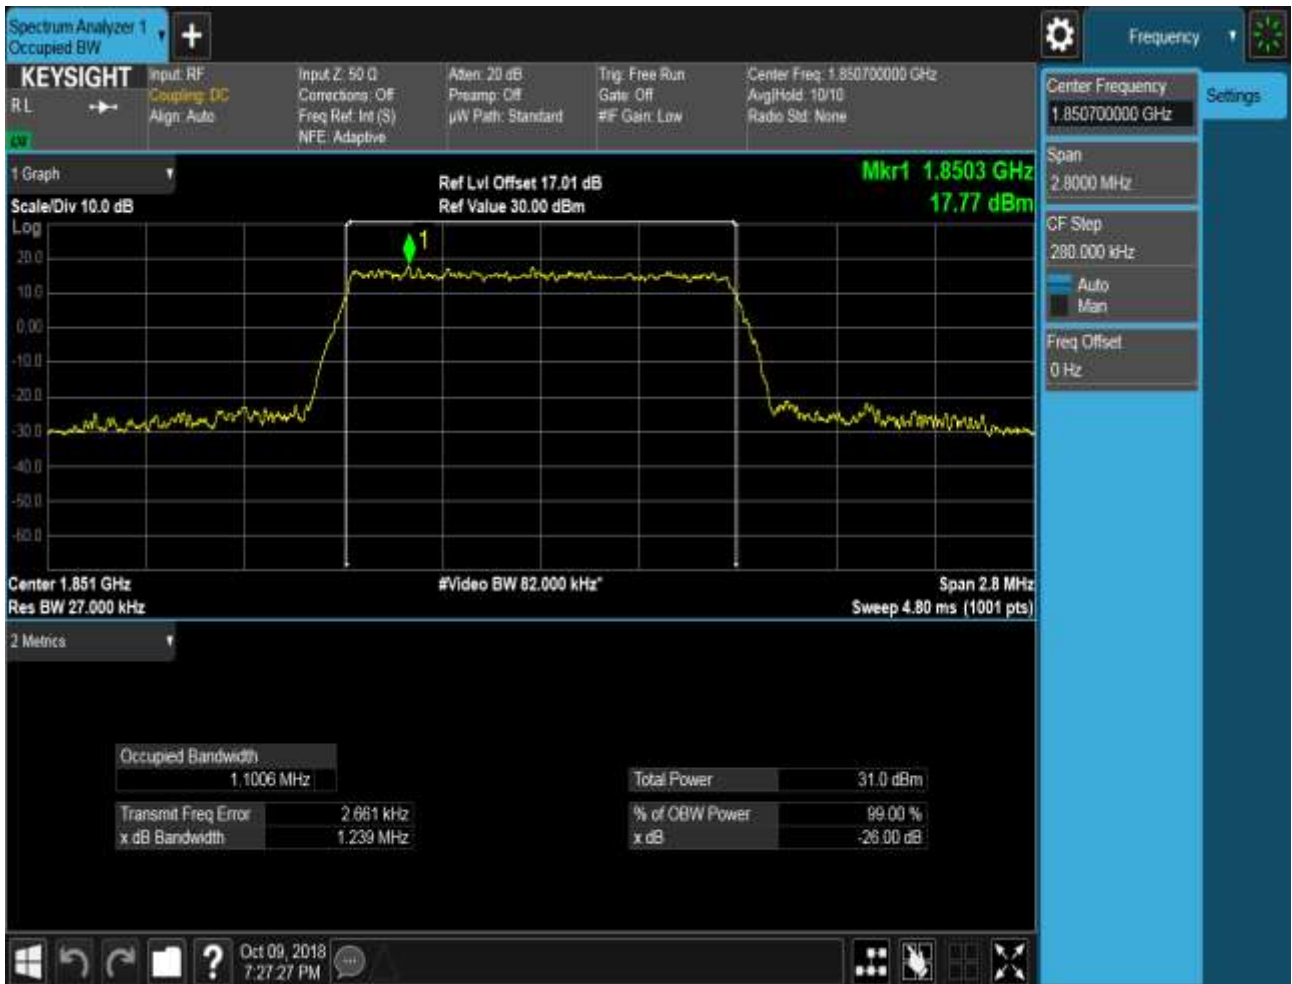 Spectrum Analyzer 1
Occupied BW
Frequency
KEYSIGHT
R L
Input: RF
Coupling: DC
Align: Auto
Input Z: 50 Ω
Corrections: Off
Freq Ref: Int (S)
NFE: Adaptive
Atten: 20 dB
Preamp: Off
µW Path: Standard
Trig: Free Run
Gate: Off
#IF Gain: Low
Center Freq: 1.850700000 GHz
Avg|Hold: 10/10
Radio Std: None
Center Frequency
1.850700000 GHz
Settings
Span
2.8000 MHz
CF Step
280.000 kHz
Auto
Man
Freq Offset
0 Hz
1 Graph
Scale/Div 10.0 dB
Ref Lvl Offset 17.01 dB
Ref Value 30.00 dBm
Mkr1 1.8503 GHz
17.77 dBm
Log
1
20.0
10.0
0.00
-10.0
-20.0
-30.0
-40.0
-50.0
-60.0
Center 1.851 GHz
Res BW 27.000 kHz
#Video BW 82.000 kHz*
Span 2.8 MHz
Sweep 4.80 ms (1001 pts)
2 Metrics
Occupied Bandwidth
1.1006 MHz
Total Power 31.0 dBm
Transmit Freq Error 2.661 kHz
% of OBW Power 99.00 %
x dB Bandwidth 1.239 MHz
x dB -26.00 dB
?
Oct 09, 2018
7:27:27 PM